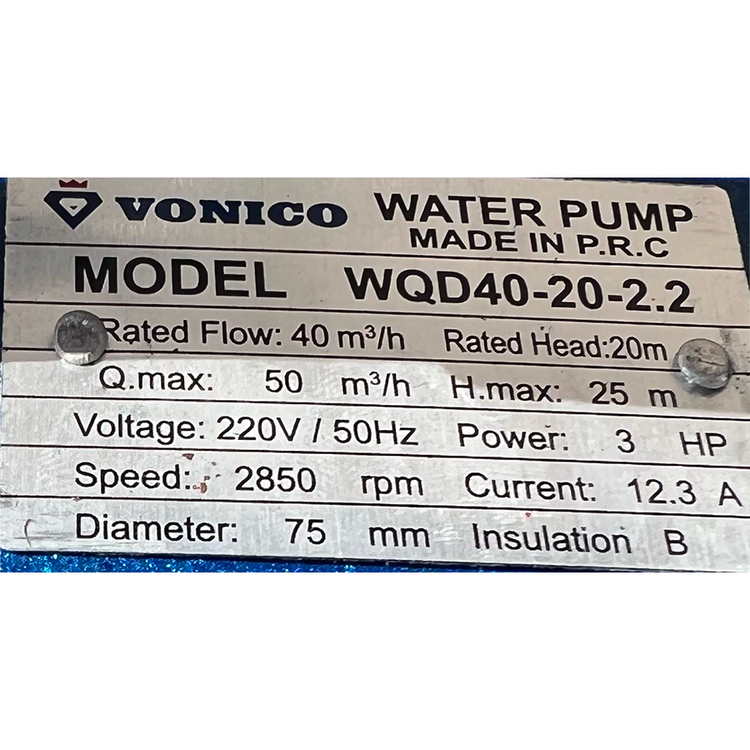 VONICO WATER PUMP
MADE IN P.R.C
MODEL WQD40-20-2.2
Rated Flow: 40 m³/h Rated Head:20m
Q.max: 50 m³/h H.max: 25 m
Voltage: 220V / 50Hz Power: 3 HP
Speed: 2850 rpm Current: 12.3 A
Diameter: 75 mm Insulation B